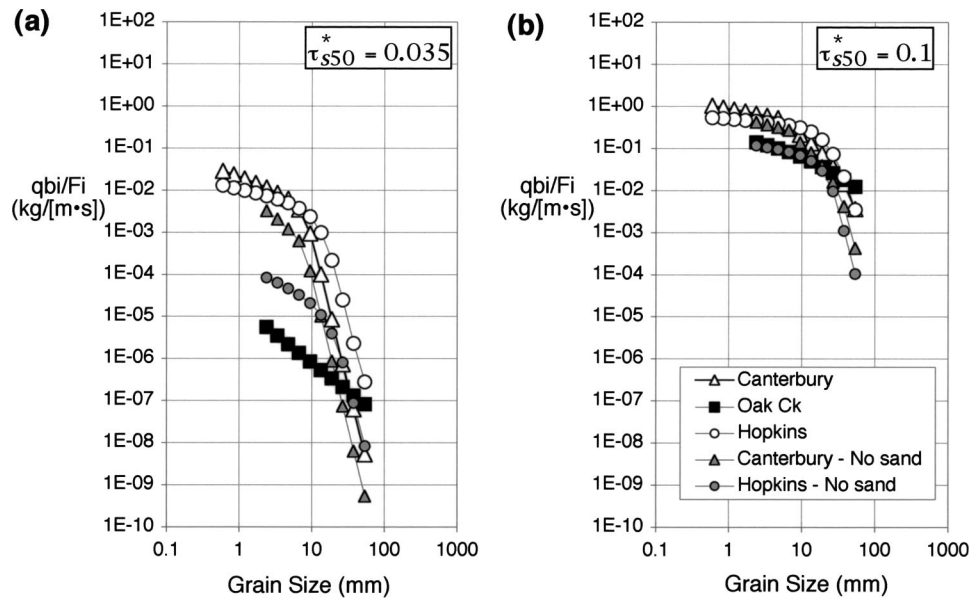 (a)
τ*s50 = 0.035
1E+02
1E+01
1E+00
1E-01
1E-02
1E-03
1E-04
1E-05
1E-06
1E-07
1E-08
1E-09
1E-10
qbi/Fi
(kg/[m•s])
0.1 1 10 100 1000
Grain Size (mm)
(b)
τ*s50 = 0.1
1E+02
1E+01
1E+00
1E-01
1E-02
1E-03
1E-04
1E-05
1E-06
1E-07
1E-08
1E-09
1E-10
qbi/Fi
(kg/[m•s])
Canterbury
Oak Ck
Hopkins
Canterbury - No sand
Hopkins - No sand
0.1 1 10 100 1000
Grain Size (mm)